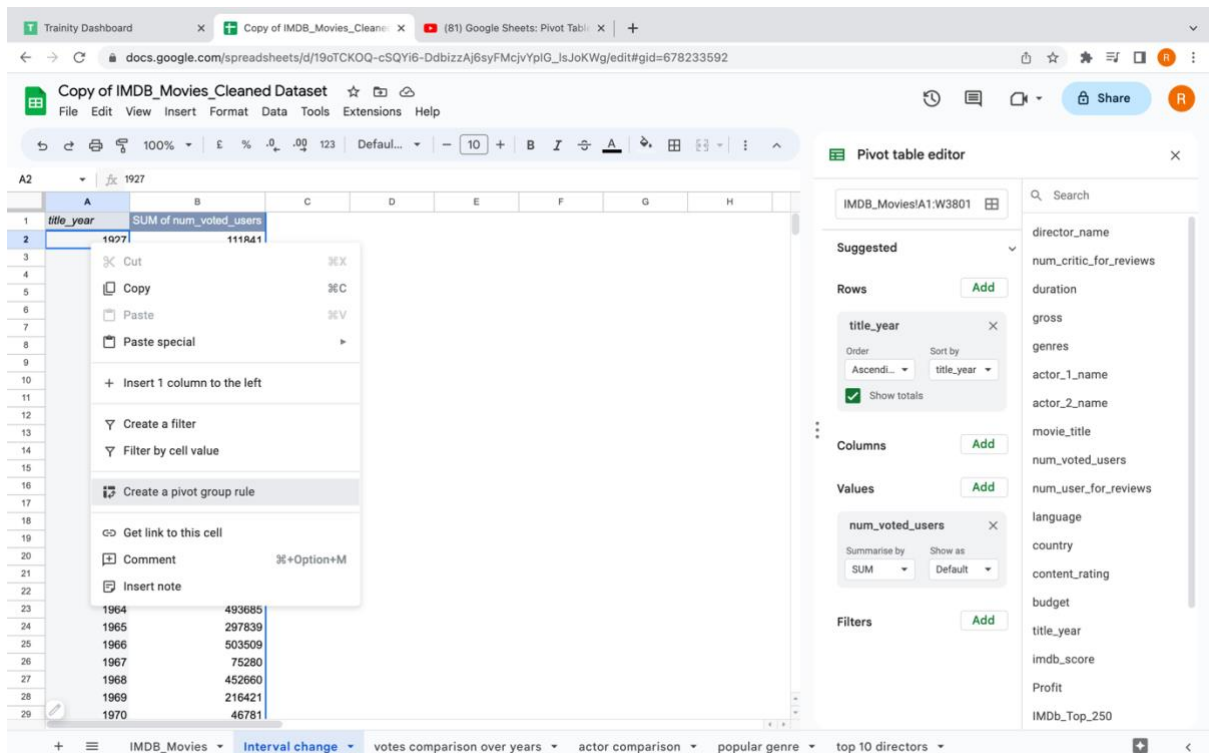 Trainity Dashboard
Copy of IMDB_Movies_Cleane
(81) Google Sheets: Pivot Tabl
docs.google.com/spreadsheets/d/19oTCKOQ-cSQYi6-DdbizzAj6syFMcjvYpIG_IsJoKWg/edit#gid=678233592
R
Copy of IMDB_Movies_Cleaned Dataset
File Edit View Insert Format Data Tools Extensions Help
Share
R
100% £ % .0 .00 123 Defaul... − 10 + B I A
A2 fx 1927
A B C D E F G H
1 title_year SUM of num_voted_users
2 1927 111841
3
4
5
6
7
8
9
10
11
12
13
14
15
16
17
18
19
20
21
22
Cut ⌘X
Copy ⌘C
Paste ⌘V
Paste special
Insert 1 column to the left
Create a filter
Filter by cell value
Create a pivot group rule
Get link to this cell
Comment ⌘+Option+M
Insert note
23 1964 493685
24 1965 297839
25 1966 503509
26 1967 75280
27 1968 452660
28 1969 216421
29 1970 46781
Pivot table editor
IMDB_Movies!A1:W3801
Suggested
Rows Add
title_year
Order Sort by
Ascendi... title_year
Show totals
Columns Add
Values Add
num_voted_users
Summarise by Show as
SUM Default
Filters Add
Search
director_name
num_critic_for_reviews
duration
gross
genres
actor_1_name
actor_2_name
movie_title
num_voted_users
num_user_for_reviews
language
country
content_rating
budget
title_year
imdb_score
Profit
IMDb_Top_250
IMDB_Movies Interval change votes comparison over years actor comparison popular genre top 10 directors